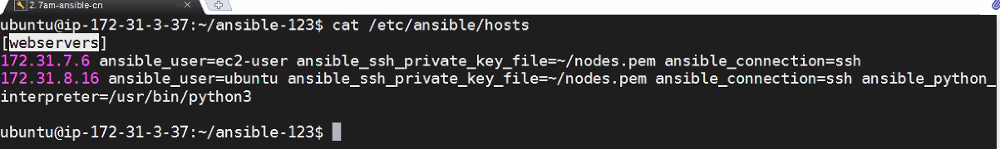 2. 7am-ansible-cn
ubuntu@ip-172-31-3-37:~/ansible-123$ cat /etc/ansible/hosts
[webservers]
172.31.7.6 ansible_user=ec2-user ansible_ssh_private_key_file=~/nodes.pem ansible_connection=ssh
172.31.8.16 ansible_user=ubuntu ansible_ssh_private_key_file=~/nodes.pem ansible_connection=ssh ansible_python_
interpreter=/usr/bin/python3
ubuntu@ip-172-31-3-37:~/ansible-123$